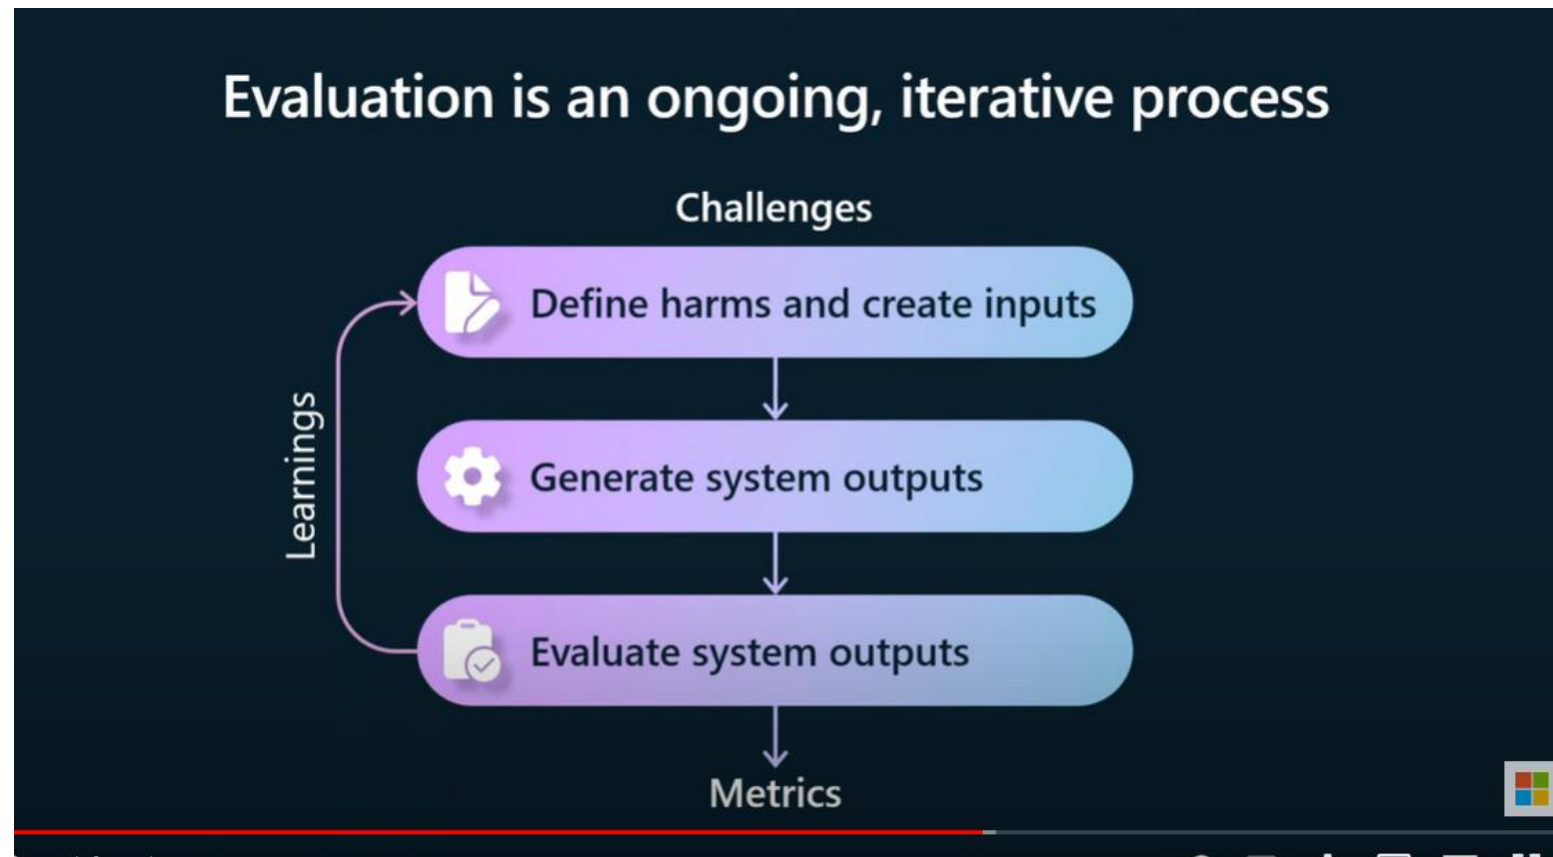 Evaluation is an ongoing, iterative process
Challenges
Define harms and create inputs
Learnings
Generate system outputs
Evaluate system outputs
Metrics